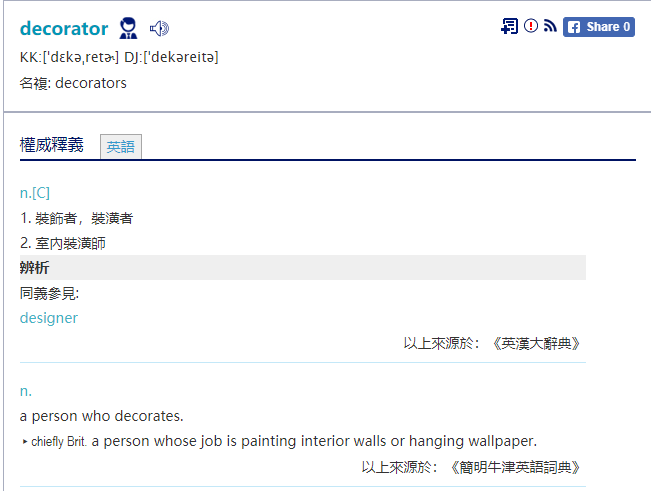 decorator
Share 0
KK:[ˈdɛkəˌretɚ] DJ:[ˈdekəreitə]
名複: decorators
權威釋義 英語
n.[C]
1. 裝飾者，裝潢者
2. 室內裝潢師
辨析
同義參見:
designer
以上來源於：《英漢大辭典》
n.
a person who decorates.
▸ chiefly Brit. a person whose job is painting interior walls or hanging wallpaper.
以上來源於：《簡明牛津英語詞典》